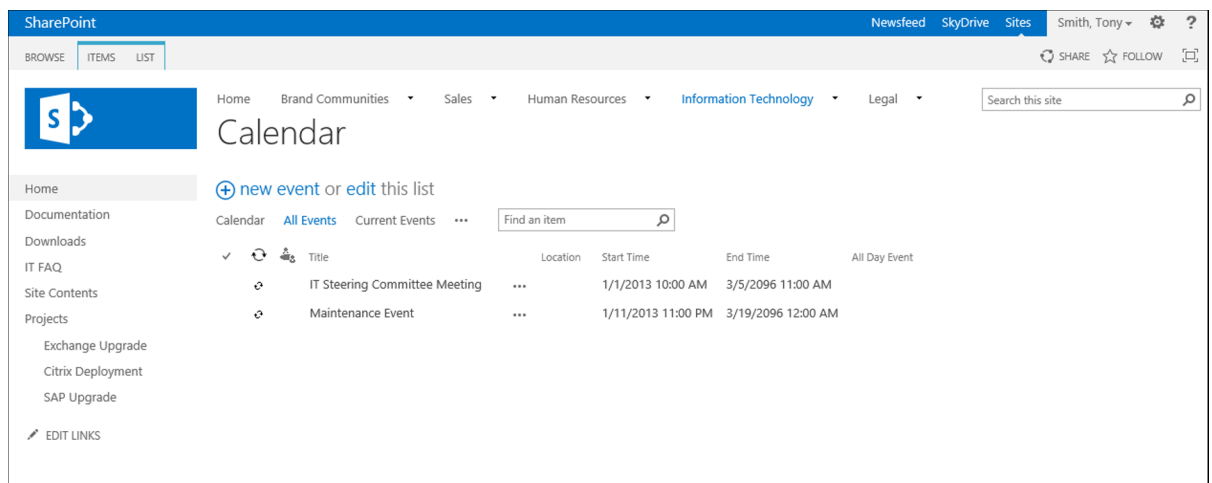 SharePoint Newsfeed SkyDrive Sites Smith, Tony ?
BROWSE ITEMS LIST SHARE FOLLOW
S
Home Brand Communities Sales Human Resources Information Technology Legal Search this site
Calendar
Home
Documentation
Downloads
IT FAQ
Site Contents
Projects
Exchange Upgrade
Citrix Deployment
SAP Upgrade
EDIT LINKS
new event or edit this list
Calendar All Events Current Events ••• Find an item
Title Location Start Time End Time All Day Event
IT Steering Committee Meeting ••• 1/1/2013 10:00 AM 3/5/2096 11:00 AM
Maintenance Event ••• 1/11/2013 11:00 PM 3/19/2096 12:00 AM